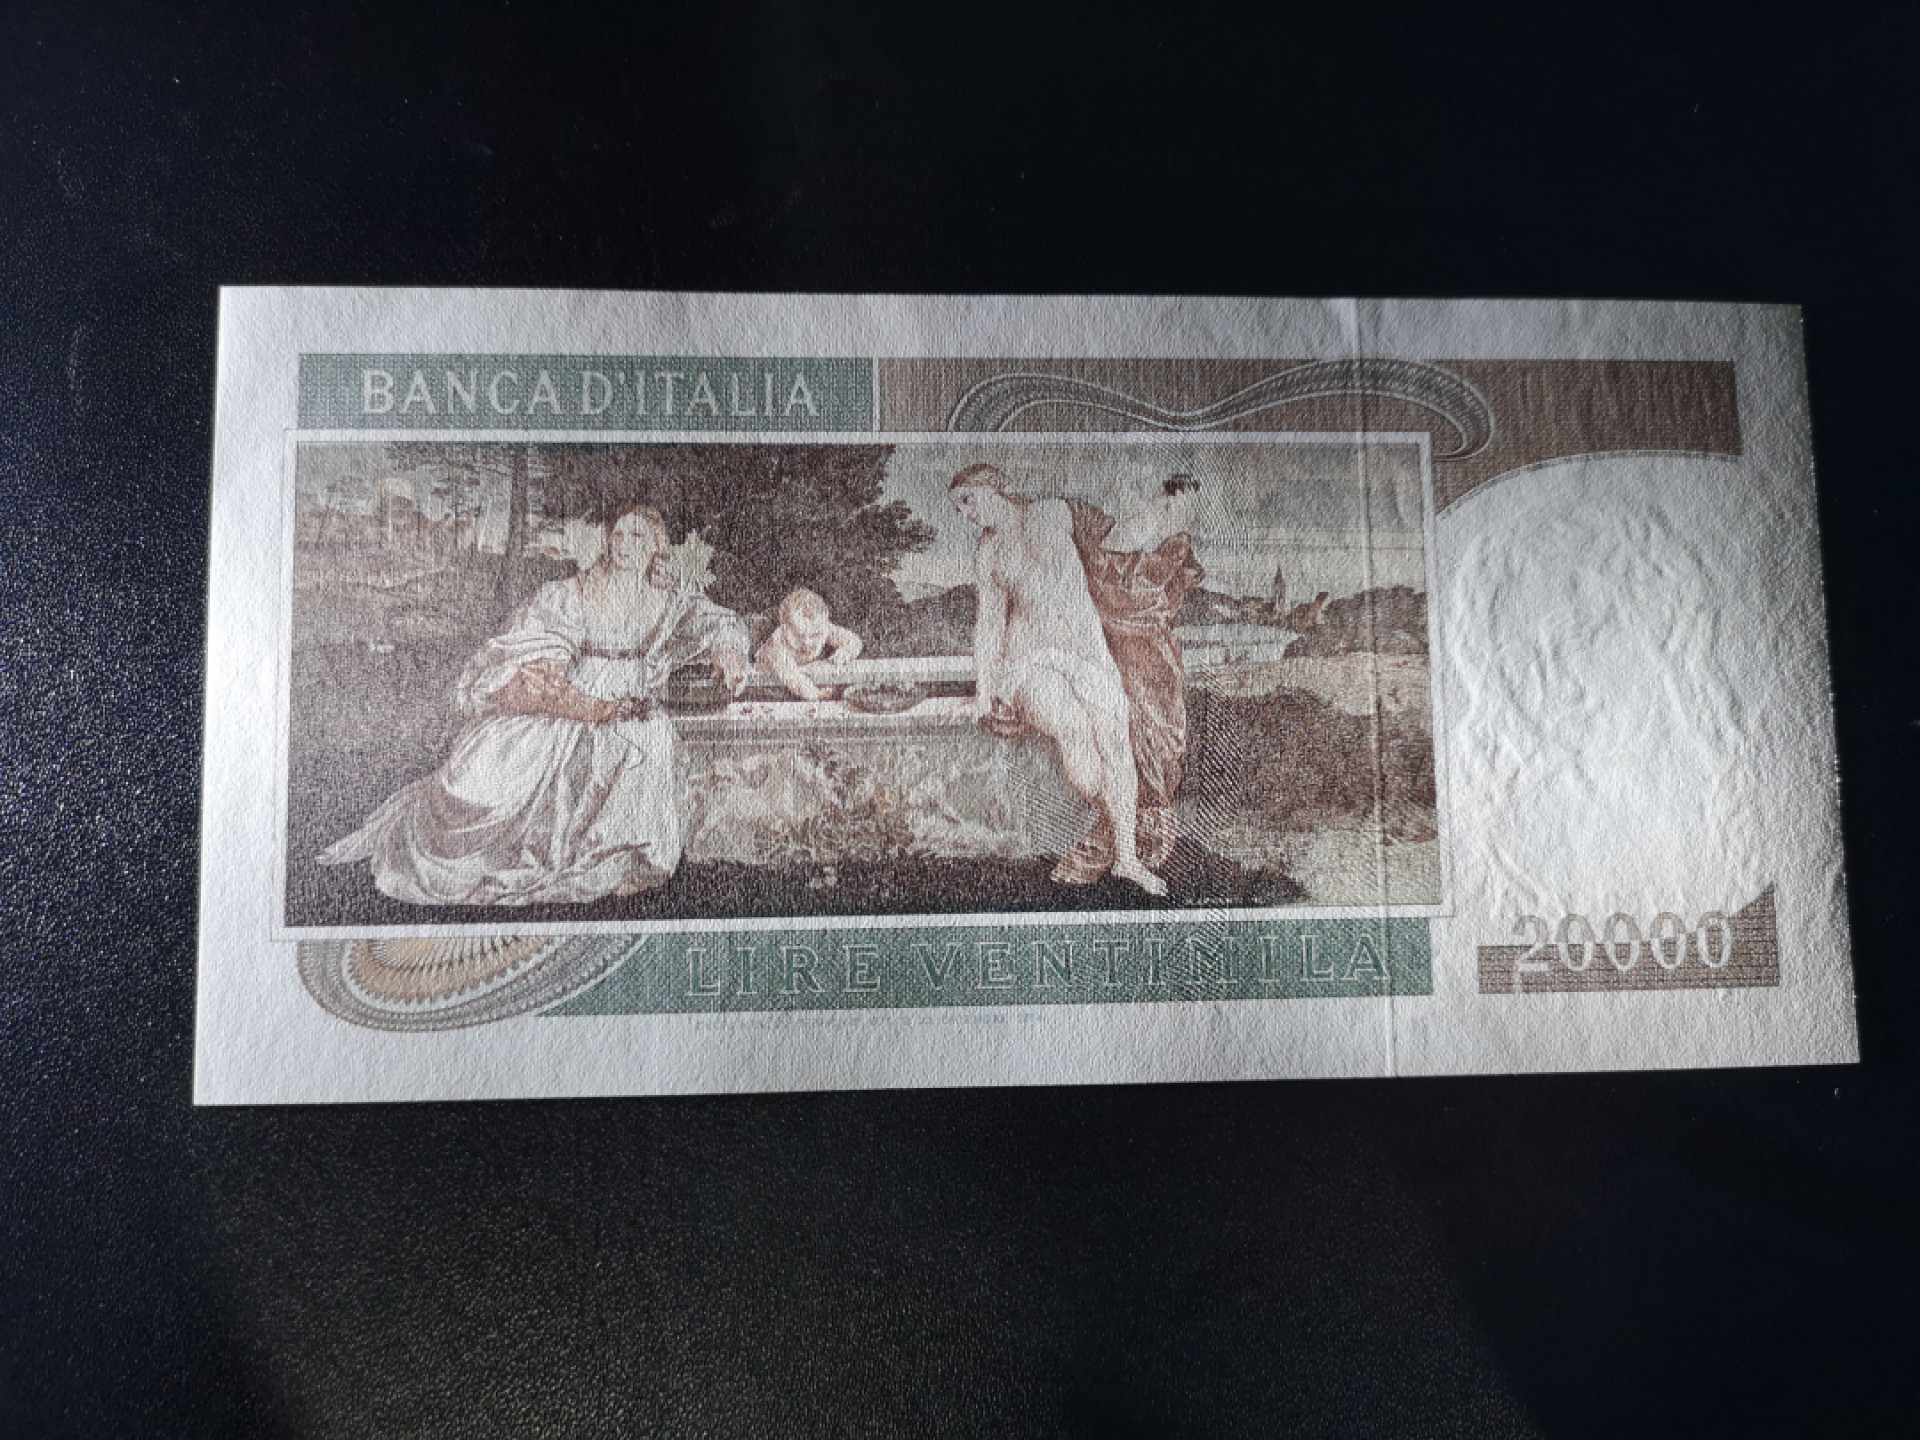 BANCA D'ITALIA
LIRE VENTIMILA
20000